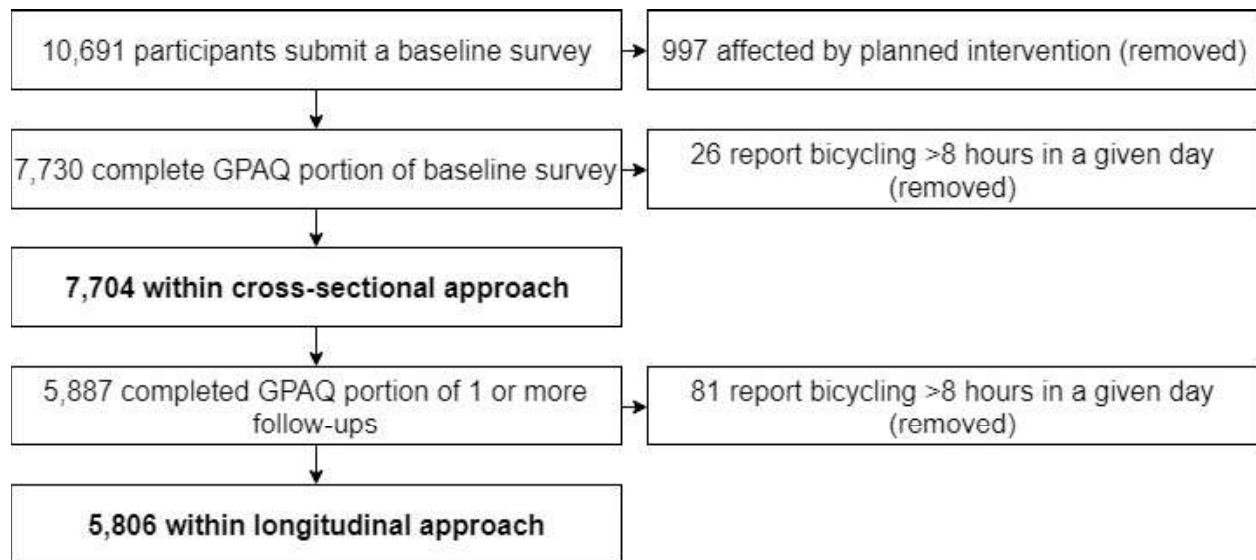 10,691 participants submit a baseline survey
997 affected by planned intervention (removed)
7,730 complete GPAQ portion of baseline survey
26 report bicycling >8 hours in a given day
(removed)
7,704 within cross-sectional approach
5,887 completed GPAQ portion of 1 or more
follow-ups
81 report bicycling >8 hours in a given day
(removed)
5,806 within longitudinal approach